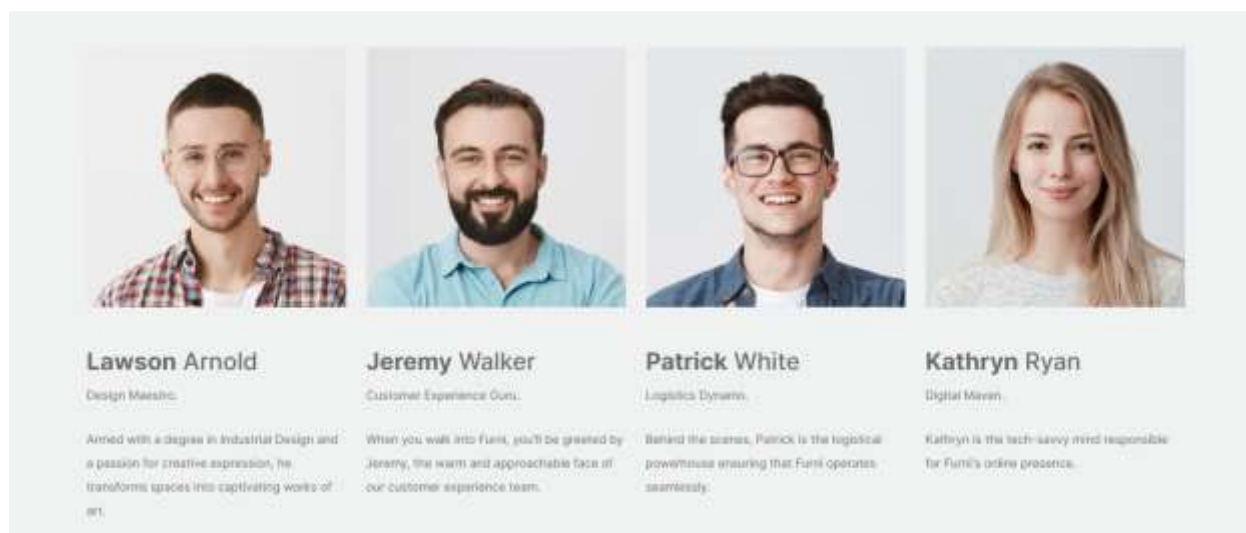 Lawson Arnold
Design Maestro.
Armed with a degree in Industrial Design and
a passion for creative expression, he
transforms spaces into captivating works of
art.
Jeremy Walker
Customer Experience Guru.
When you walk into Furni, you'll be greeted by
Jeremy, the warm and approachable face of
our customer experience team.
Patrick White
Logistics Dynamo.
Behind the scenes, Patrick is the logistical
powerhouse ensuring that Furni operates
seamlessly.
Kathryn Ryan
Digital Maven.
Kathryn is the tech-savvy mind responsible
for Furni's online presence.